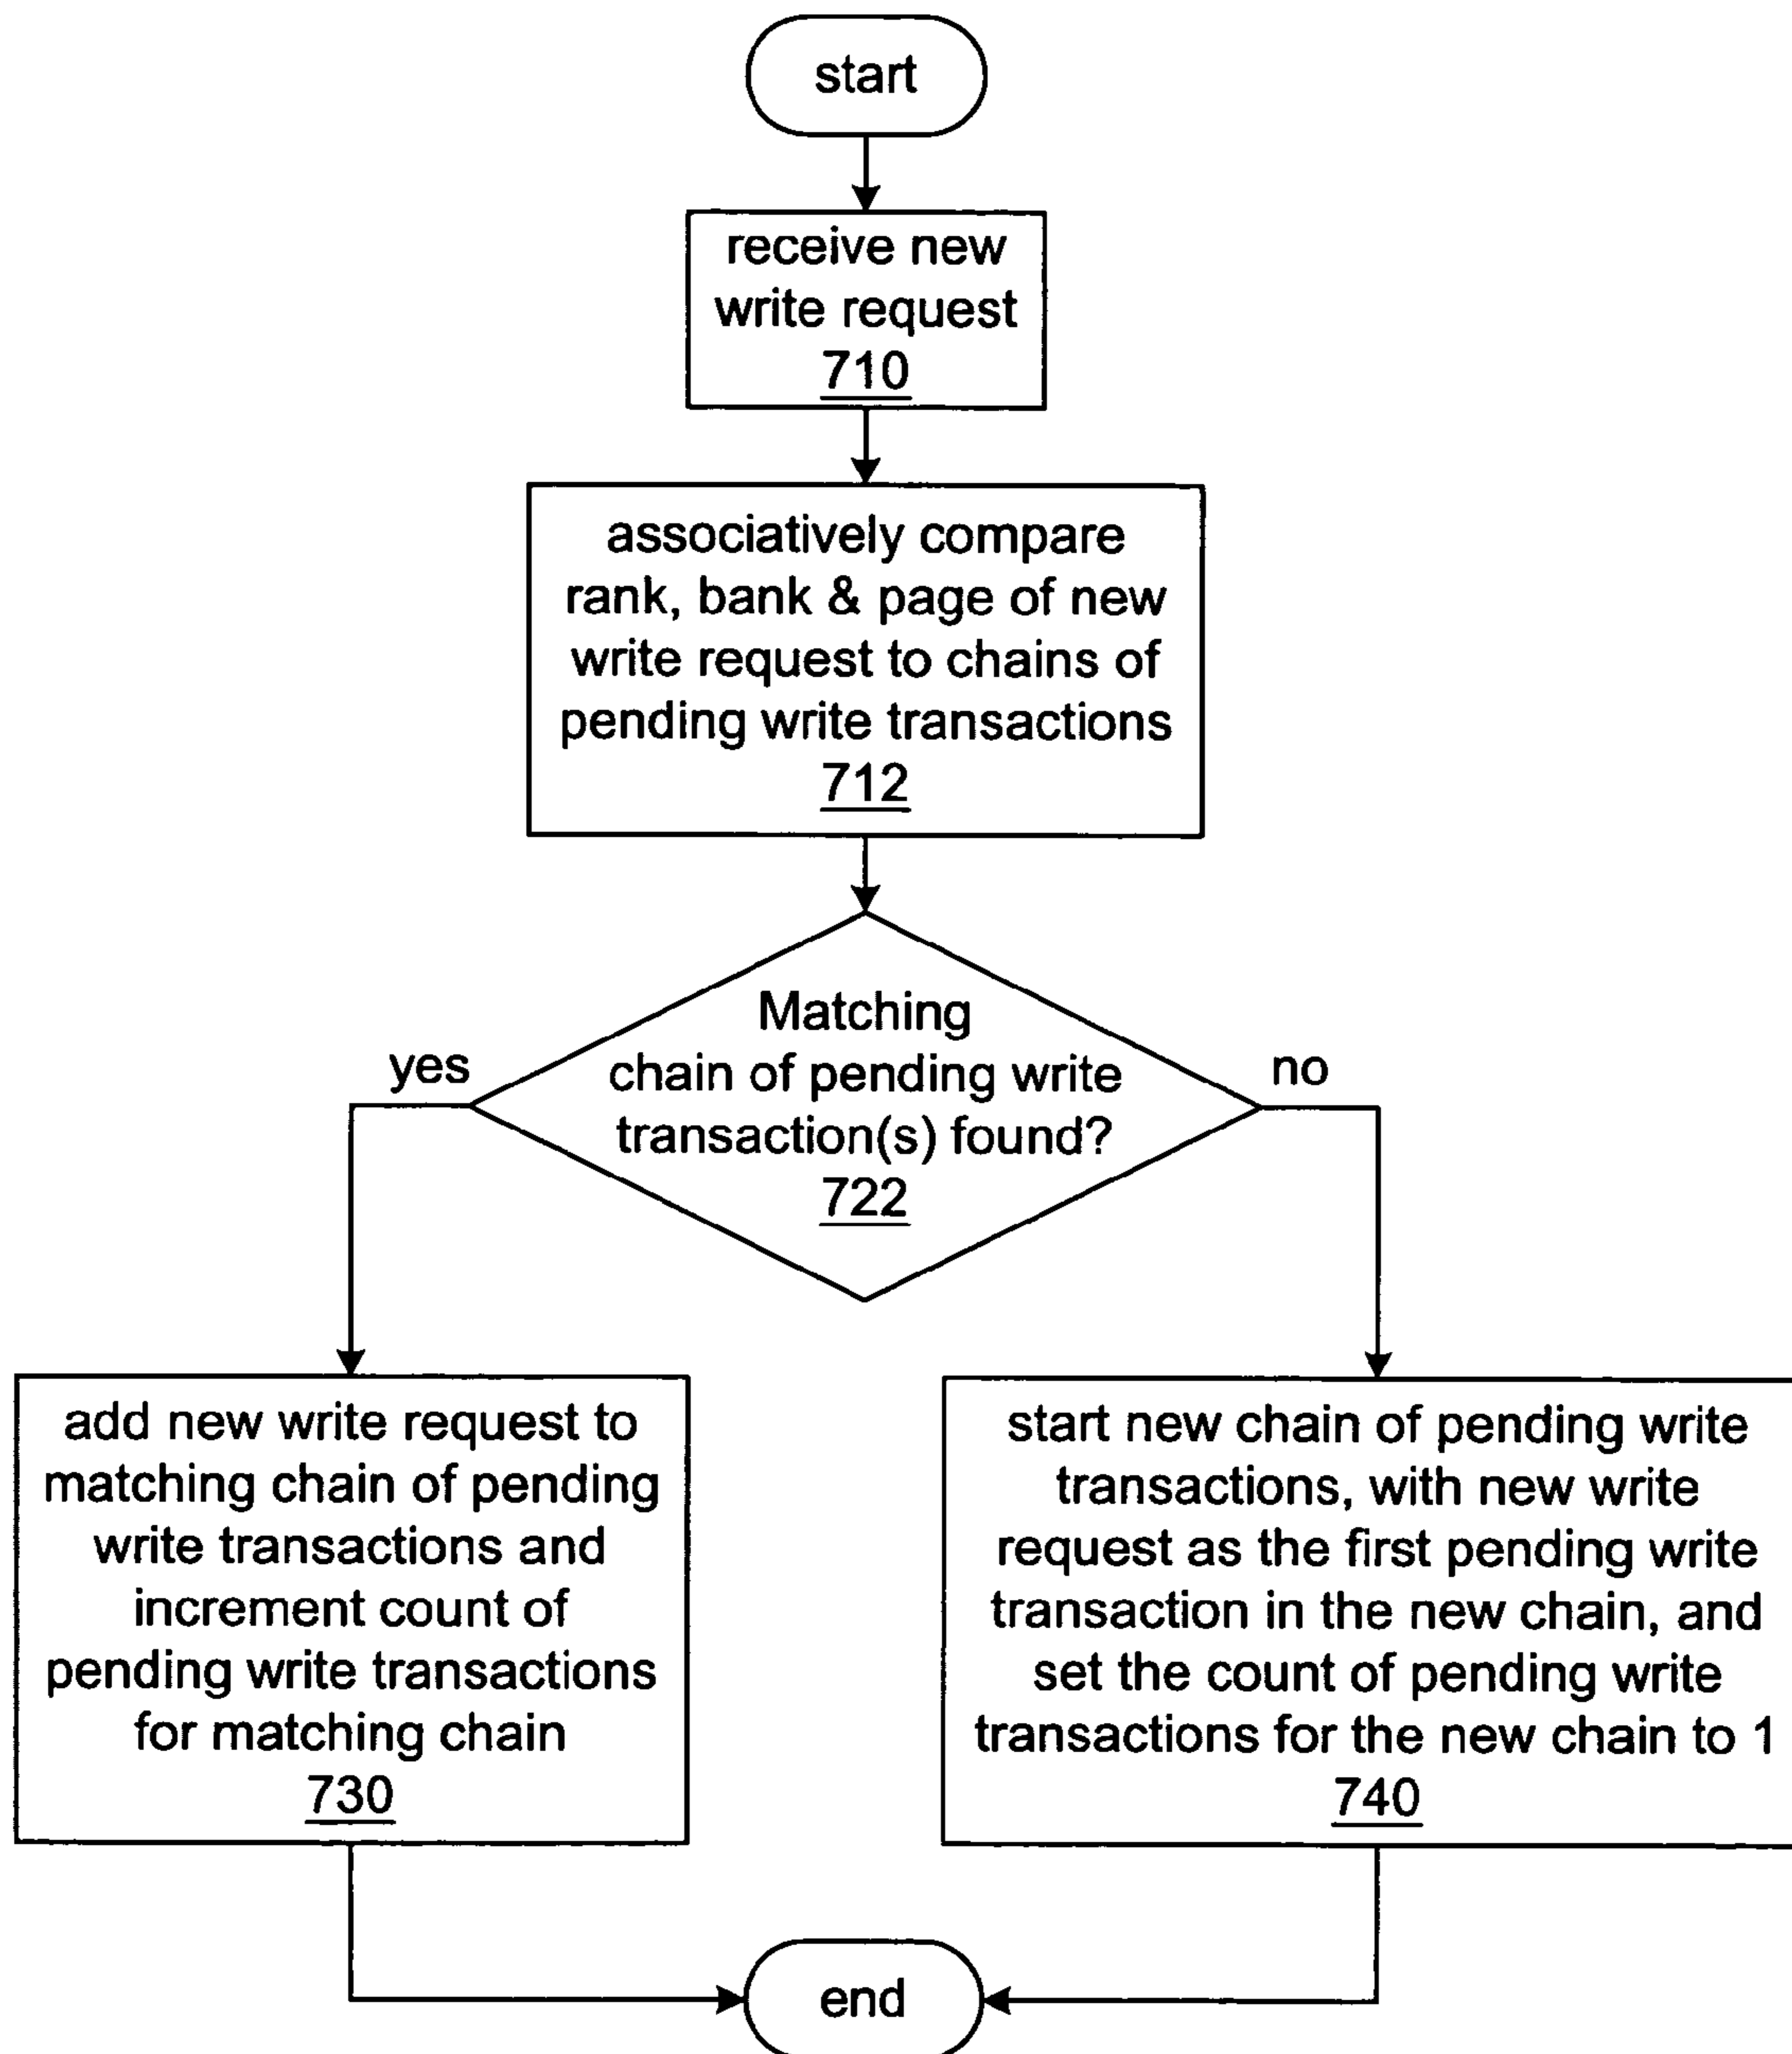 start
receive new
write request
710
associatively compare
rank, bank & page of new
write request to chains of
pending write transactions
712
Matching
chain of pending write
transaction(s) found?
722
yes
no
add new write request to
matching chain of pending
write transactions and
increment count of
pending write transactions
for matching chain
730
start new chain of pending write
transactions, with new write
request as the first pending write
transaction in the new chain, and
set the count of pending write
transactions for the new chain to 1
740
end